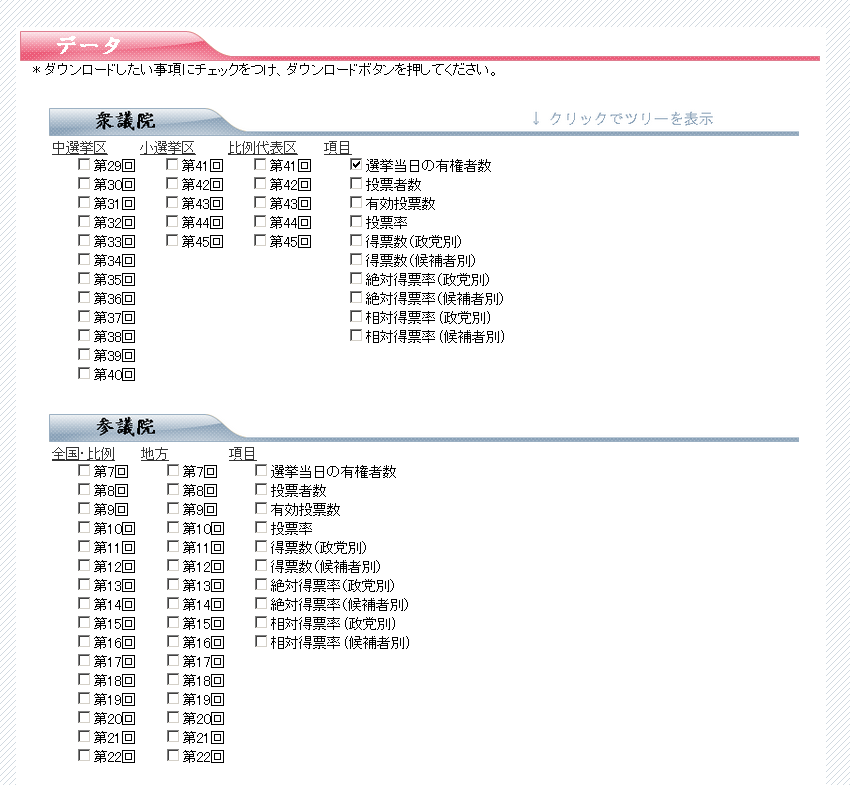 データ
*ダウンロードしたい事項にチェックをつけ、ダウンロードボタンを押してください。
衆議院 ↓クリックでツリーを表示
中選挙区 小選挙区 比例代表区 項目
第29回 第41回 第41回 選挙当日の有権者数
第30回 第42回 第42回 投票者数
第31回 第43回 第43回 有効投票数
第32回 第44回 第44回 投票率
第33回 第45回 第45回 得票数(政党別)
第34回 得票数(候補者別)
第35回 絶対得票率(政党別)
第36回 絶対得票率(候補者別)
第37回 相対得票率(政党別)
第38回 相対得票率(候補者別)
第39回
第40回
参議院
全国・比例 地方 項目
第7回 第7回 選挙当日の有権者数
第8回 第8回 投票者数
第9回 第9回 有効投票数
第10回 第10回 投票率
第11回 第11回 得票数(政党別)
第12回 第12回 得票数(候補者別)
第13回 第13回 絶対得票率(政党別)
第14回 第14回 絶対得票率(候補者別)
第15回 第15回 相対得票率(政党別)
第16回 第16回 相対得票率(候補者別)
第17回 第17回
第18回 第18回
第19回 第19回
第20回 第20回
第21回 第21回
第22回 第22回